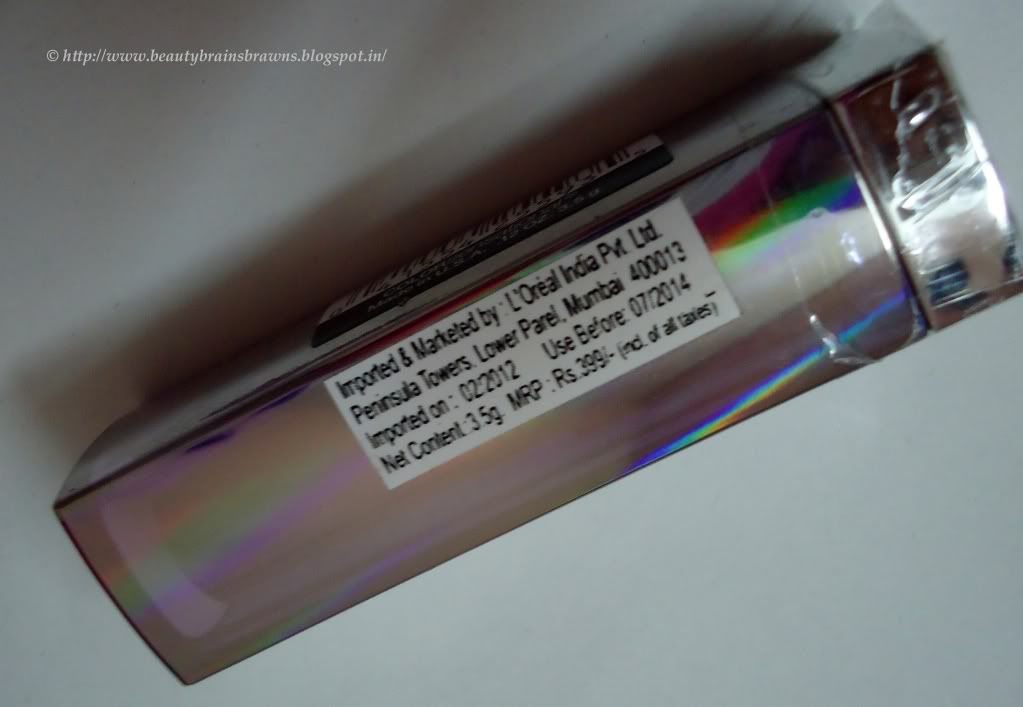 © http://www.beautybrainsbrawns.blogspot.in/
Imported & Marketed by : L'Oréal India Pvt. Ltd.
Peninsula Towers, Lower Parel, Mumbai 400013
Imported on : 02/2012 Use Before: 07/2014
Net Content: 3.5g. MRP : Rs.399/- (incl. of all taxes)